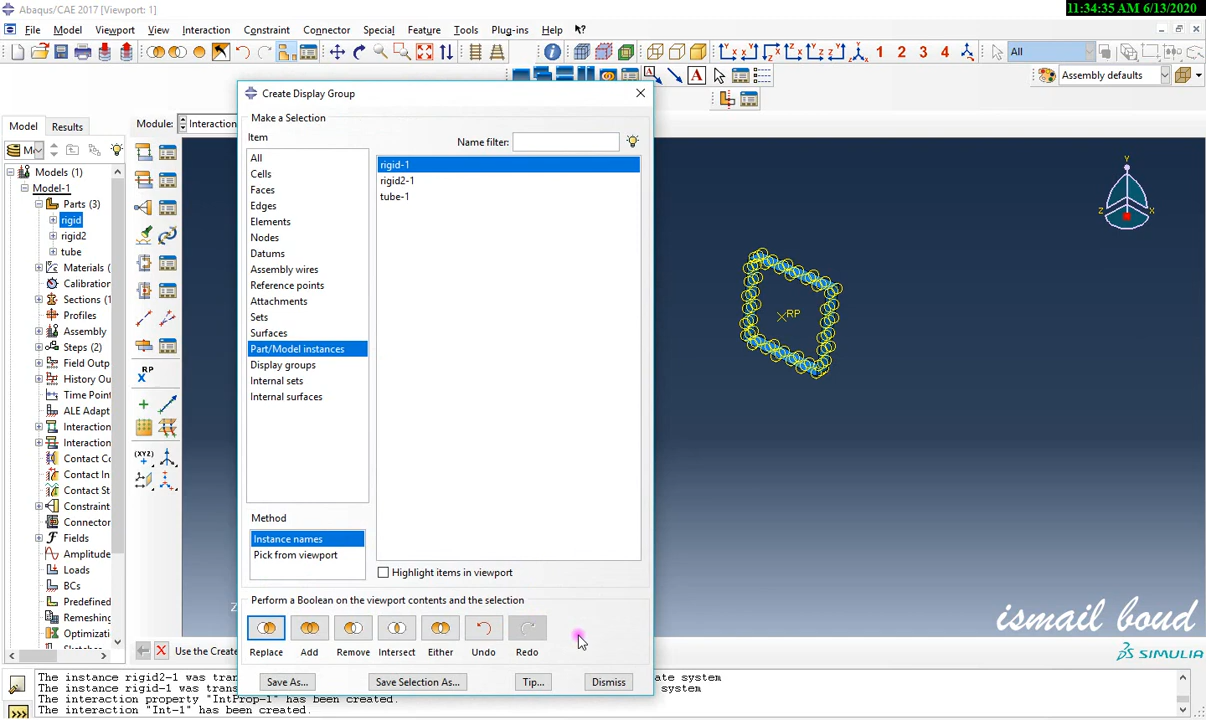 Abaqus/CAE 2017 [Viewport: 1]
11:34:35 AM 6/13/2020
File Model Viewport View Interaction Constraint Connector Special Feature Tools Plug-ins Help
1 2 3 4 All
A Assembly defaults
Create Display Group
Make a Selection
Model Results Module: Interaction
Item
Name filter:
Models (1)
Model-1
Parts (3)
rigid
rigid2
tube
Materials (
Calibration
Sections (1
Profiles
Assembly
Steps (2)
Field Outp
History Ou
Time Point
ALE Adapt
Interaction
Interaction
Contact Co
Contact In
Contact St
Constraint
Connector
Fields
Amplitude
Loads
BCs
Predefined
Remeshing
Optimizatio
Sketches
RP
(XYZ)
All
Cells
Faces
Edges
Elements
Nodes
Datums
Assembly wires
Reference points
Attachments
Sets
Surfaces
Part/Model instances
Display groups
Internal sets
Internal surfaces
rigid-1
rigid2-1
tube-1
Method
Instance names
Pick from viewport
Highlight items in viewport
Perform a Boolean on the viewport contents and the selection
Replace Add Remove Intersect Either Undo Redo
Save As... Save Selection As... Tip... Dismiss
RP
Y
Z X
Z
ismail boud
SIMULIA
Use the Create
The instance rigid2-1 was tran
ate system
The instance rigid-1 was trans
system
The interaction property "IntProp-1" has been created.
The interaction "Int-1" has been created.
>>>